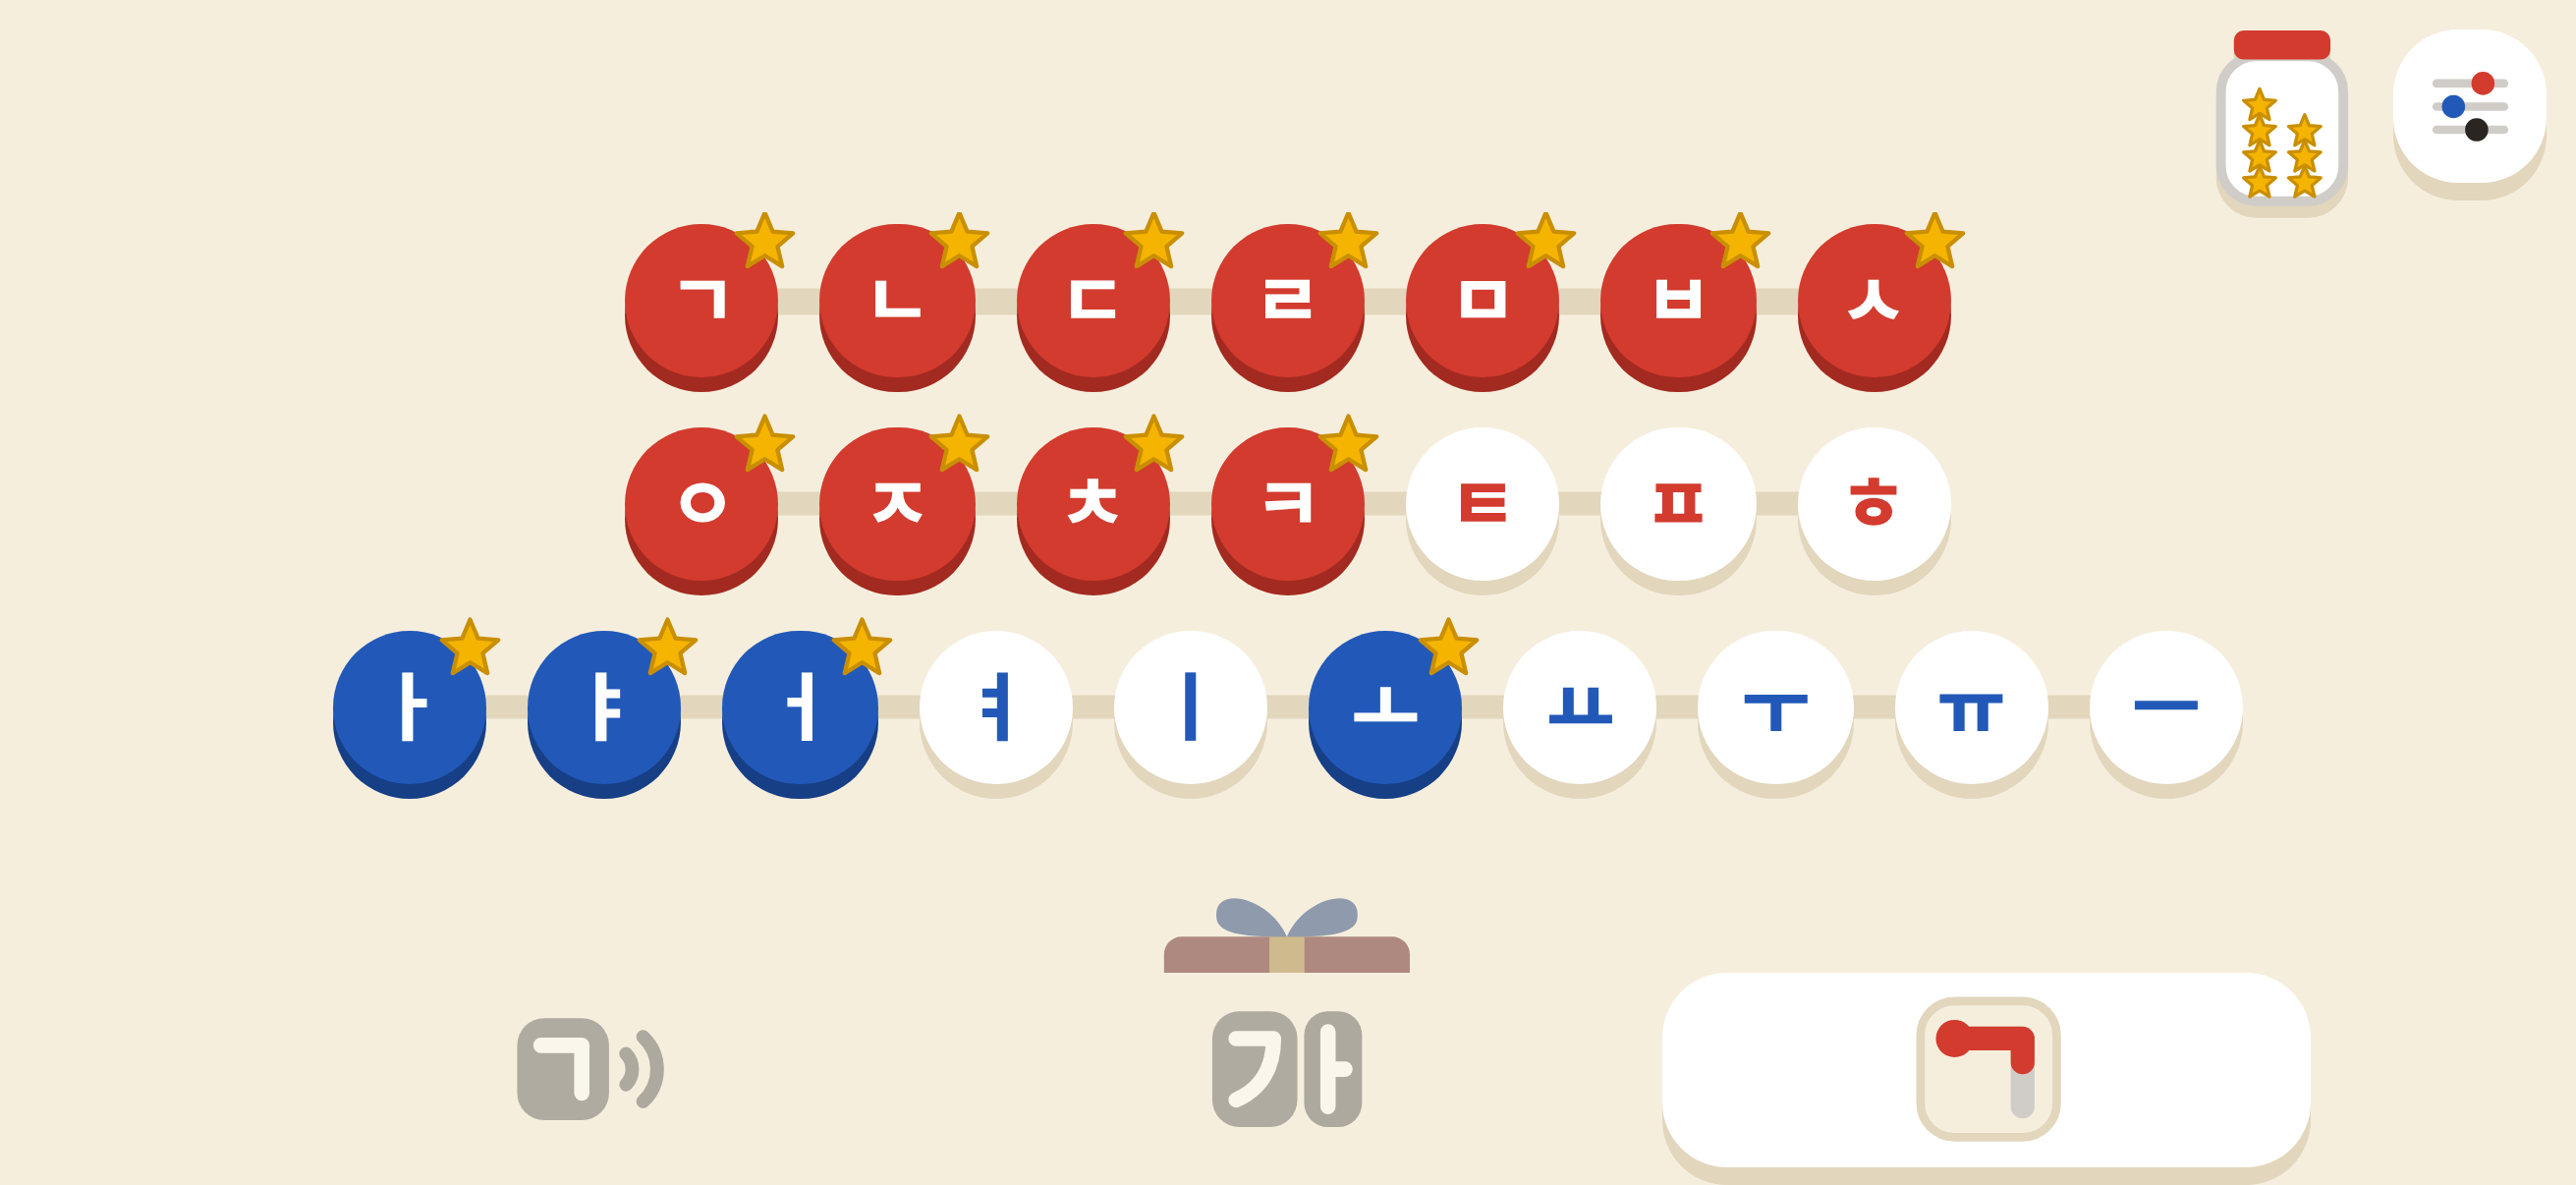 ㄱ ㄴ ㄷ ㄹ ㅁ ㅂ ㅅ
ㅇ ㅈ ㅊ ㅋ ㅌ ㅍ ㅎ
ㅏ ㅑ ㅓ ㅕ ㅣ ㅗ ㅛ ㅜ ㅠ ㅡ
ㄱ 가 ㄱ